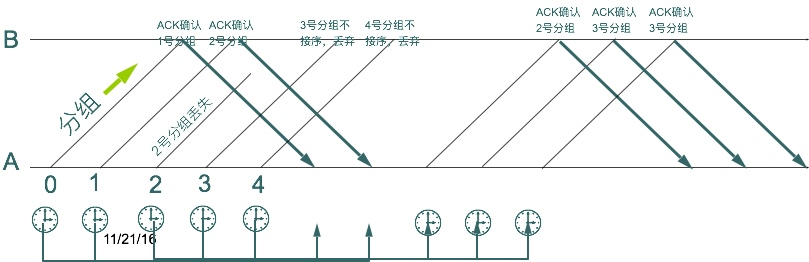 B
ACK确认
1号分组
ACK确认
2号分组
3号分组不
接序，丢弃
4号分组不
按序，丢弃
ACK确认
2号分组
ACK确认
3号分组
ACK确认
3号分组
分组
2号分组丢失
A
0
1
2
3
4
11/21/16